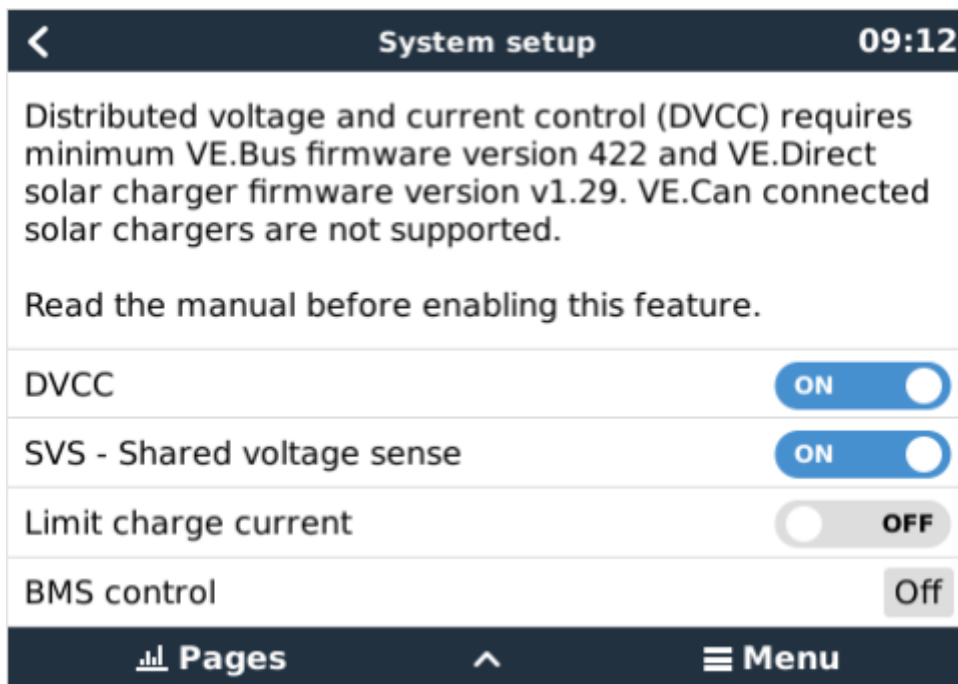 System setup 09:12
Distributed voltage and current control (DVCC) requires
minimum VE.Bus firmware version 422 and VE.Direct
solar charger firmware version v1.29. VE.Can connected
solar chargers are not supported.
Read the manual before enabling this feature.
DVCC ON
SVS - Shared voltage sense ON
Limit charge current OFF
BMS control Off
Pages Menu